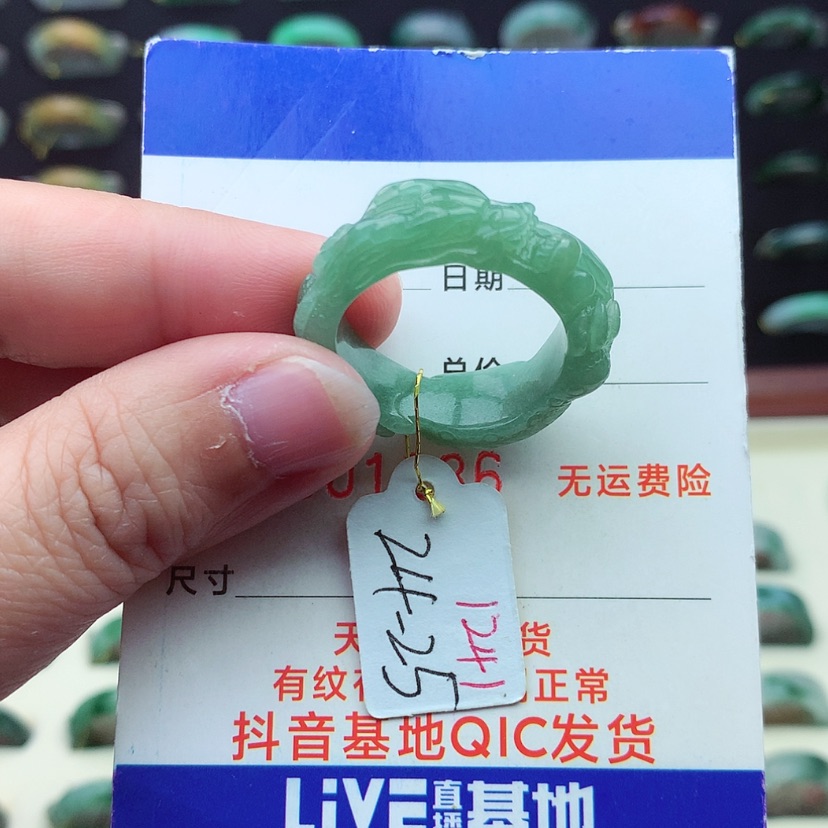 日期
总价
01 86
无运费险
尺寸
24-25
1241
天 货
有纹 正常
抖音基地QIC发货
LiVE直播基地